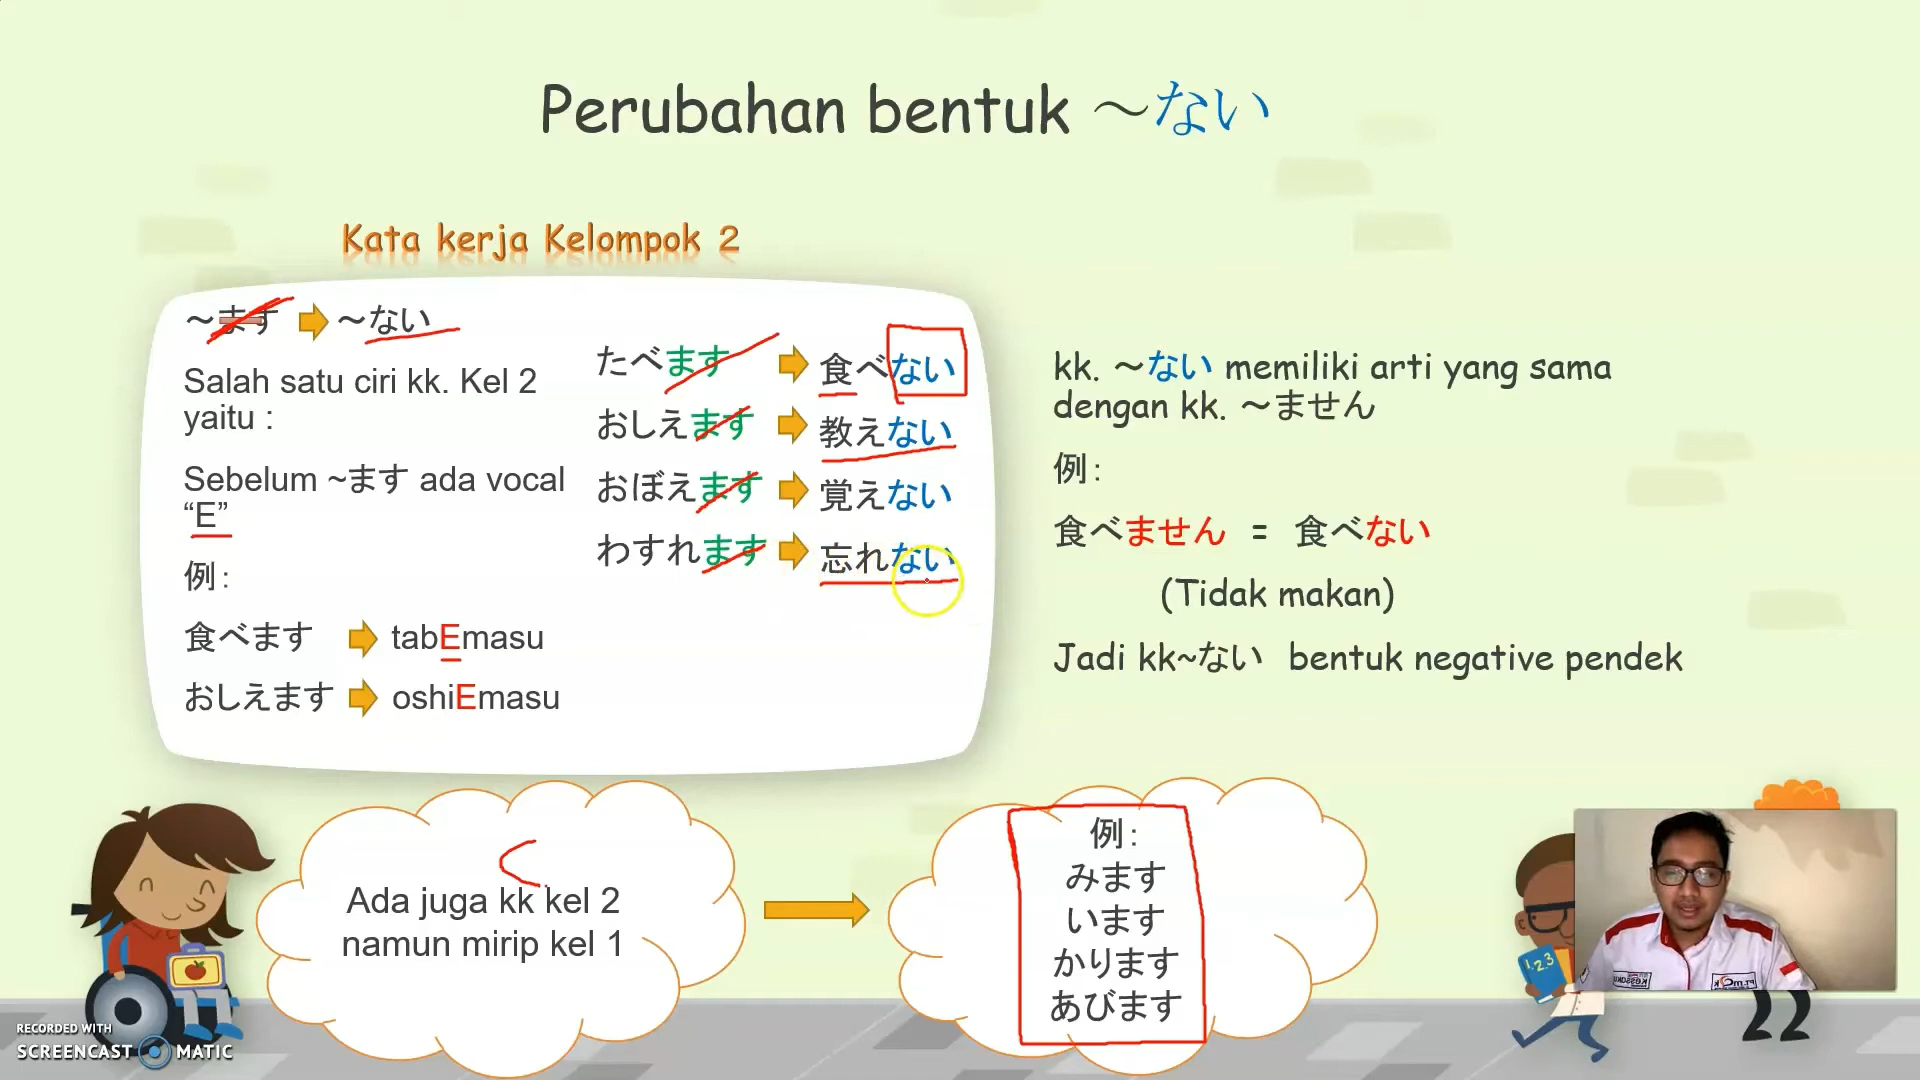 Perubahan bentuk ～ない
Kata kerja Kelompok 2
～ます ～ない
Salah satu ciri kk. Kel 2
yaitu :
Sebelum ~ます ada vocal
“E”
例：
食べます tabEmasu
おしえます oshiEmasu
たべます 食べない
おしえます 教えない
おぼえます 覚えない
わすれます 忘れない
kk. ～ない memiliki arti yang sama
dengan kk. ～ません
例：
食べません = 食べない
(Tidak makan)
Jadi kk~ない bentuk negative pendek
Ada juga kk kel 2
namun mirip kel 1
例：
みます
います
かります
あびます
1,2,3
RECORDED WITH
SCREENCAST MATIC